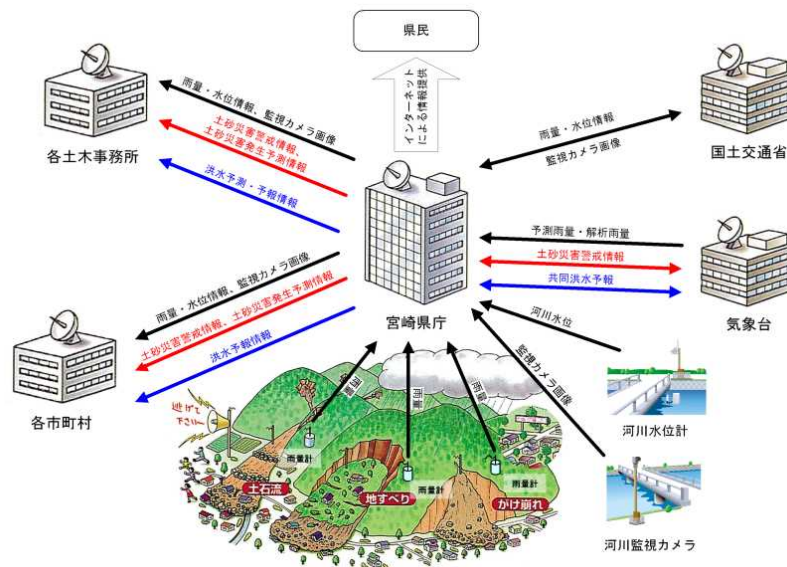 県民
インターネット
による情報提供
各土木事務所
雨量・水位情報、監視カメラ画像
土砂災害警戒情報、
土砂災害発生予測情報
洪水予測・予報情報
雨量・水位情報
監視カメラ画像
国土交通省
予測雨量・解析雨量
土砂災害警戒情報
共同洪水予報
気象台
宮崎県庁
雨量・水位情報、監視カメラ画像
土砂災害警戒情報、土砂災害発生予測情報
洪水予報情報
各市町村
河川水位
監視カメラ画像
河川水位計
河川監視カメラ
雨量
雨量
雨量
逃げて
下さい
雨量計
雨量計
雨量計
土石流
地すべり
がけ崩れ